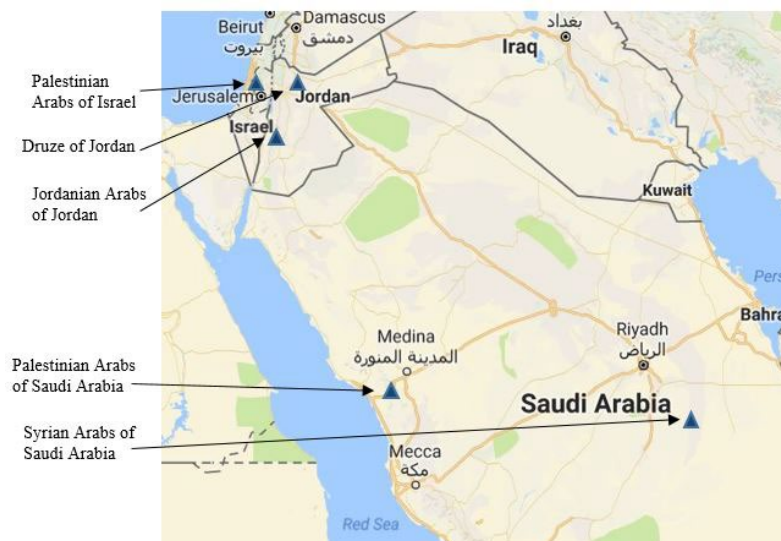 Beirut
بيروت
Damascus
دمشق
بغداد
Iraq
Palestinian
Arabs of Israel
Jerusalem
Jordan
Israel
Druze of Jordan
Jordanian Arabs
of Jordan
Kuwait
Pers
Bahra
Medina
المدينة المنورة
Riyadh
الرياض
Palestinian Arabs
of Saudi Arabia
Saudi Arabia
Syrian Arabs of
Saudi Arabia
Mecca
مكة
Red Sea